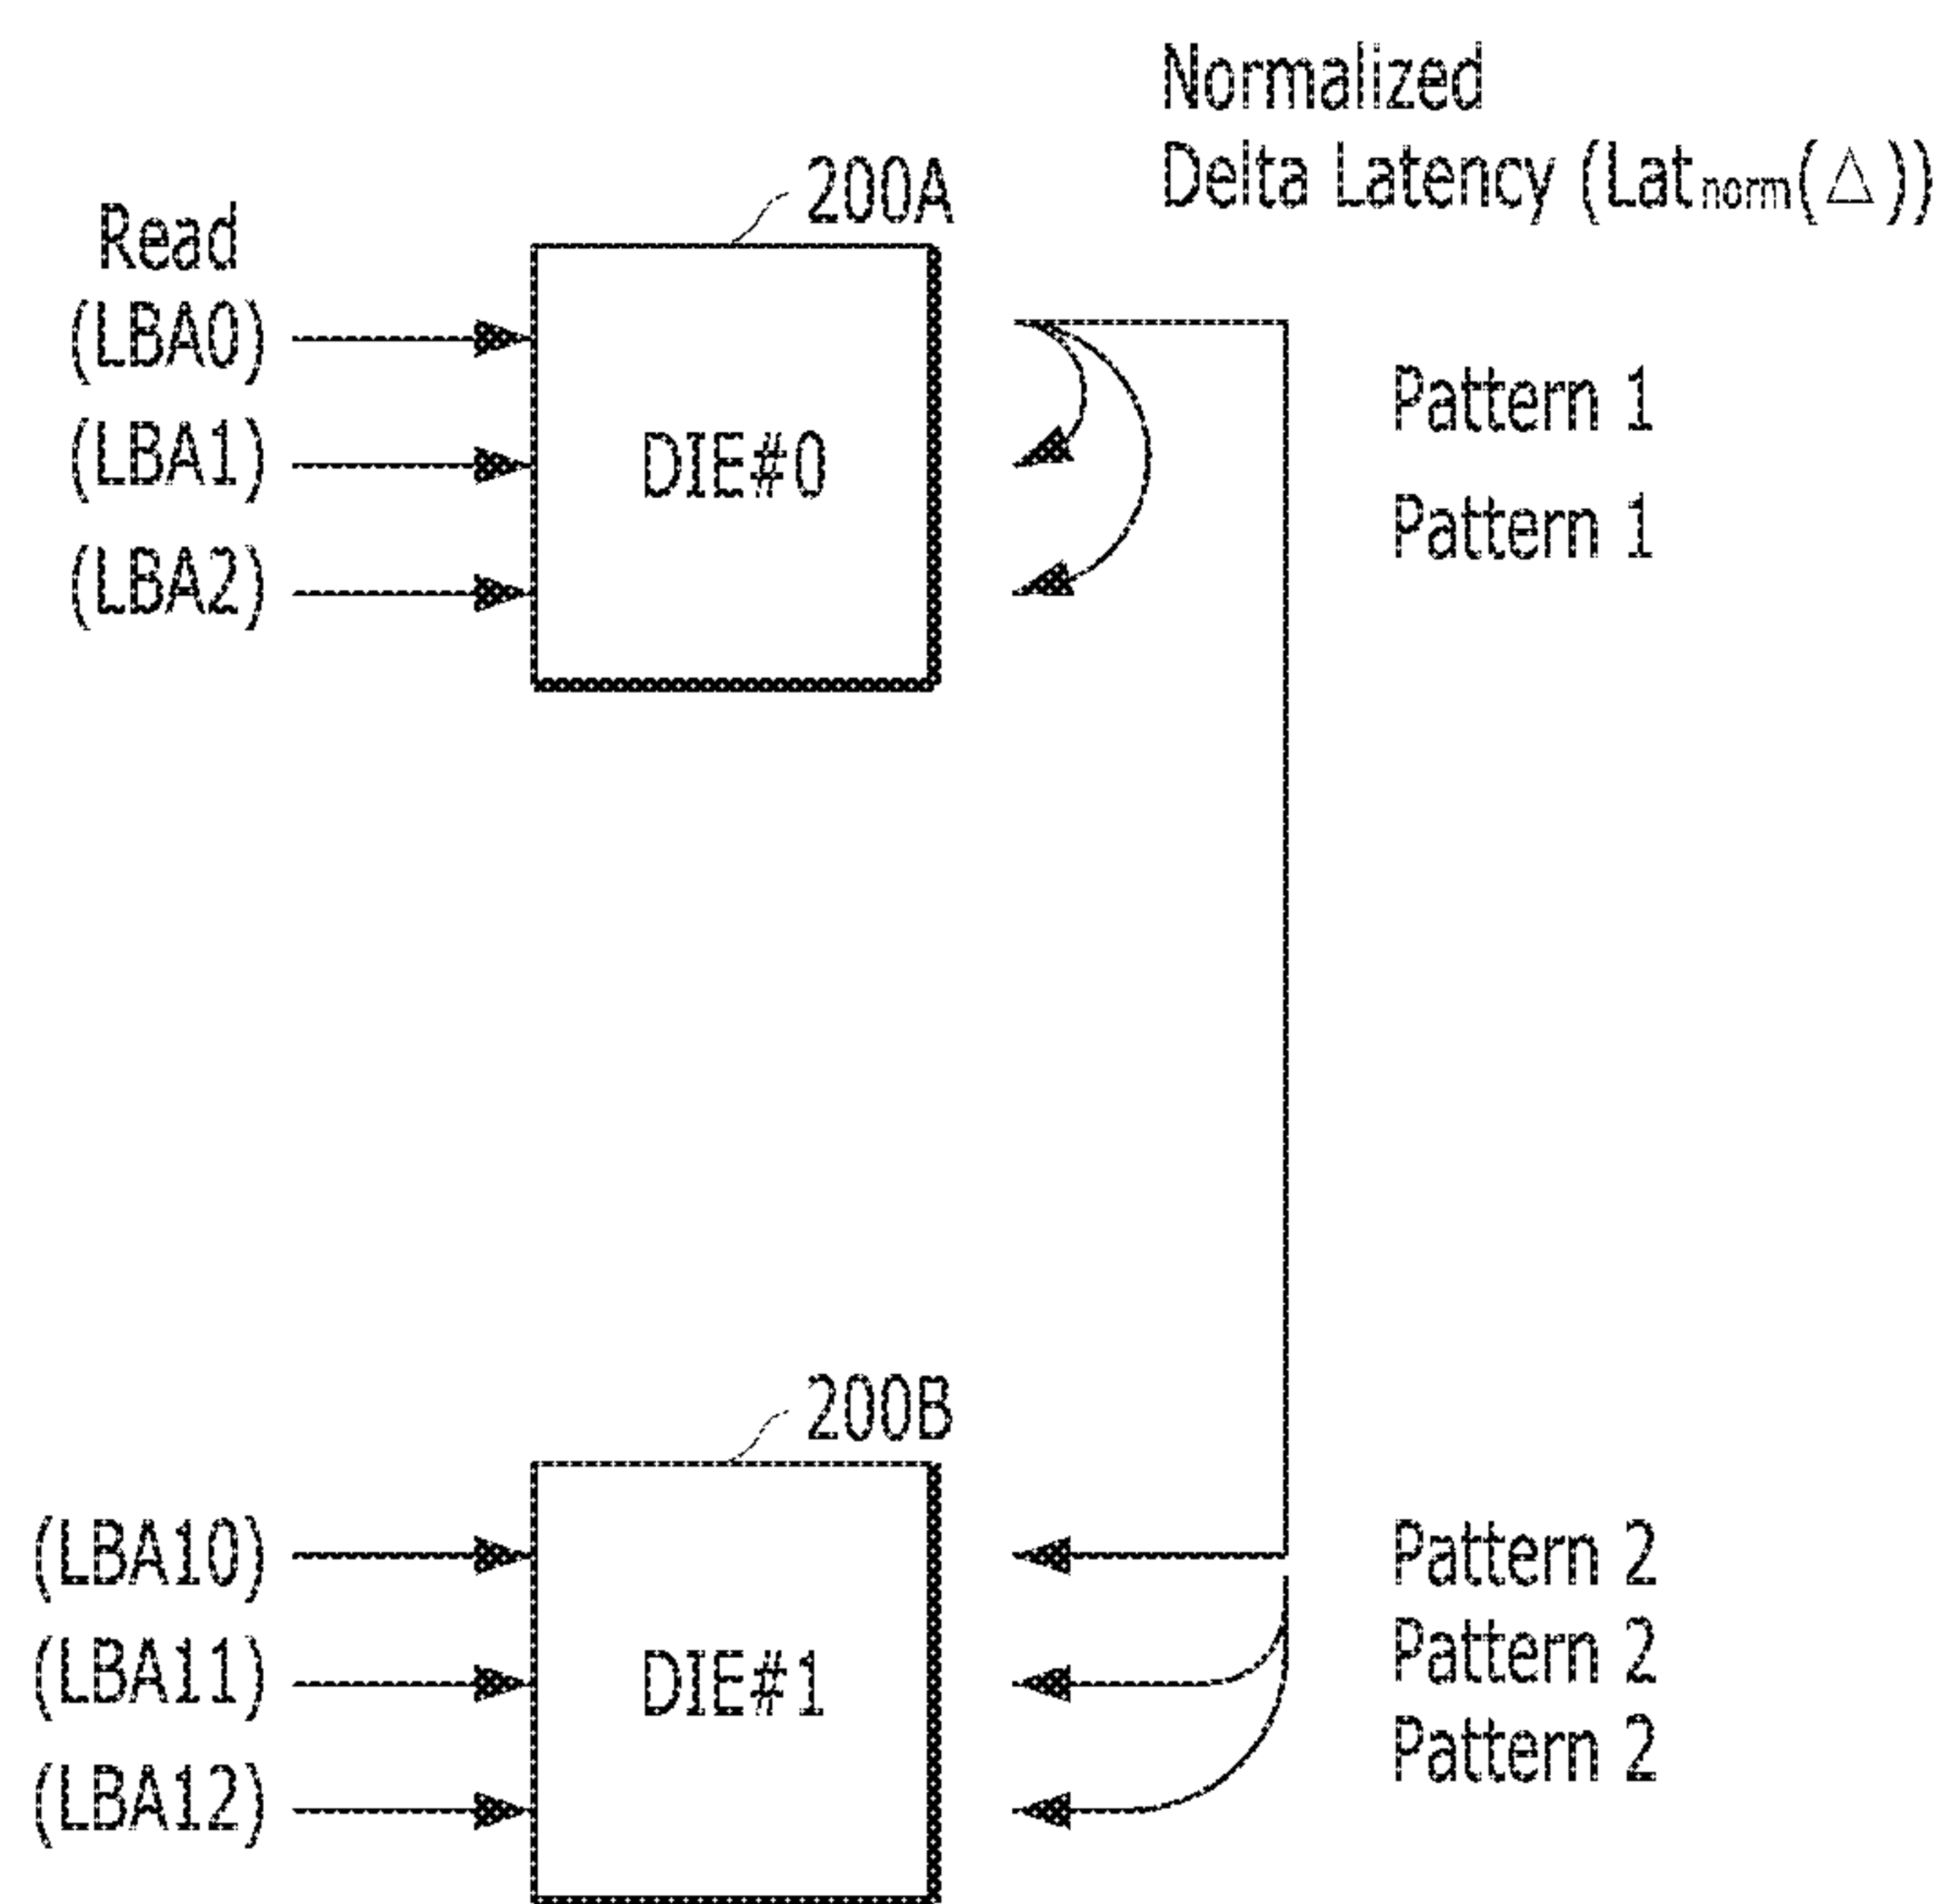 Normalized
Delta Latency (Latnorm(△))
200A
Read
(LBA0)
(LBA1)
(LBA2)
DIE#0
Pattern 1
Pattern 1
200B
(LBA10)
(LBA11)
(LBA12)
DIE#1
Pattern 2
Pattern 2
Pattern 2